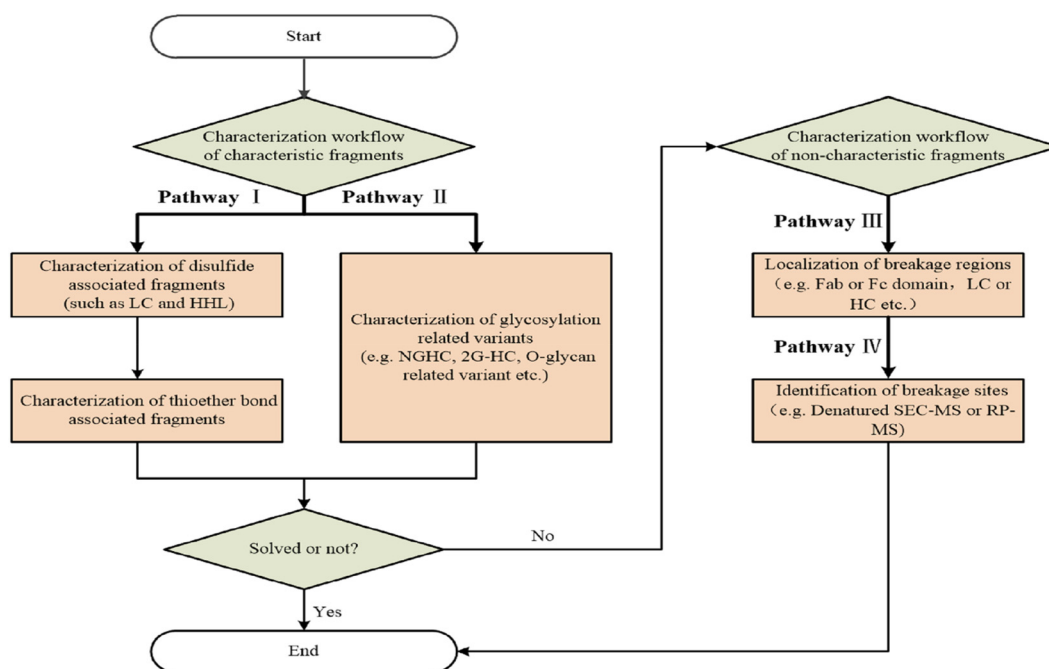 Start
Characterization workflow
of characteristic fragments
Pathway Ⅰ
Pathway Ⅱ
Characterization of disulfide
associated fragments
(such as LC and HHL)
Characterization of thioether bond
associated fragments
Characterization of glycosylation
related variants
(e.g. NGHC, 2G-HC, O-glycan
related variant etc.)
Solved or not?
No
Yes
End
Characterization workflow
of non-characteristic fragments
Pathway Ⅲ
Localization of breakage regions
（e.g. Fab or Fc domain，LC or
HC etc.）
Pathway Ⅳ
Identification of breakage sites
（e.g. Denatured SEC-MS or RP-
MS)